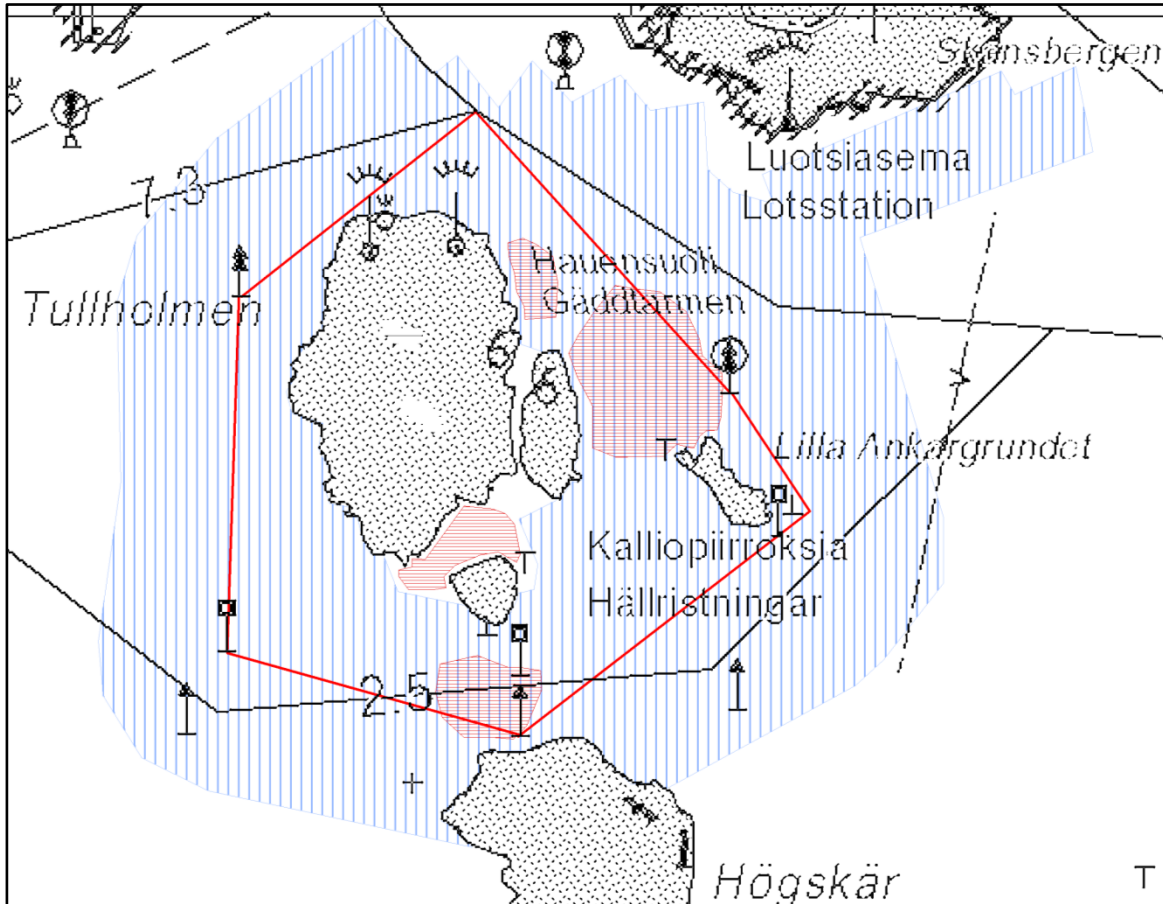 Skansbergen
Luotsiasema
Lotsstation
7.3
Hauensuoli
Gäddtarmen
Tullholmen
Lilla Ankargrundet
Kalliopiirroksia
Hällristningar
2.5
Högskär